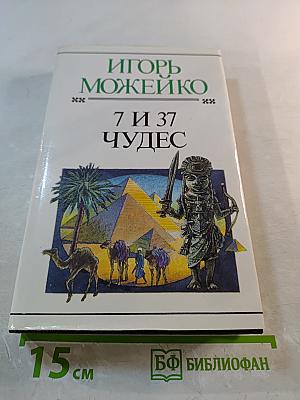 ИГОРЬ
МОЖЕЙКО
7 И 37
ЧУДЕС
15 см
БФ БИБЛИОФАН